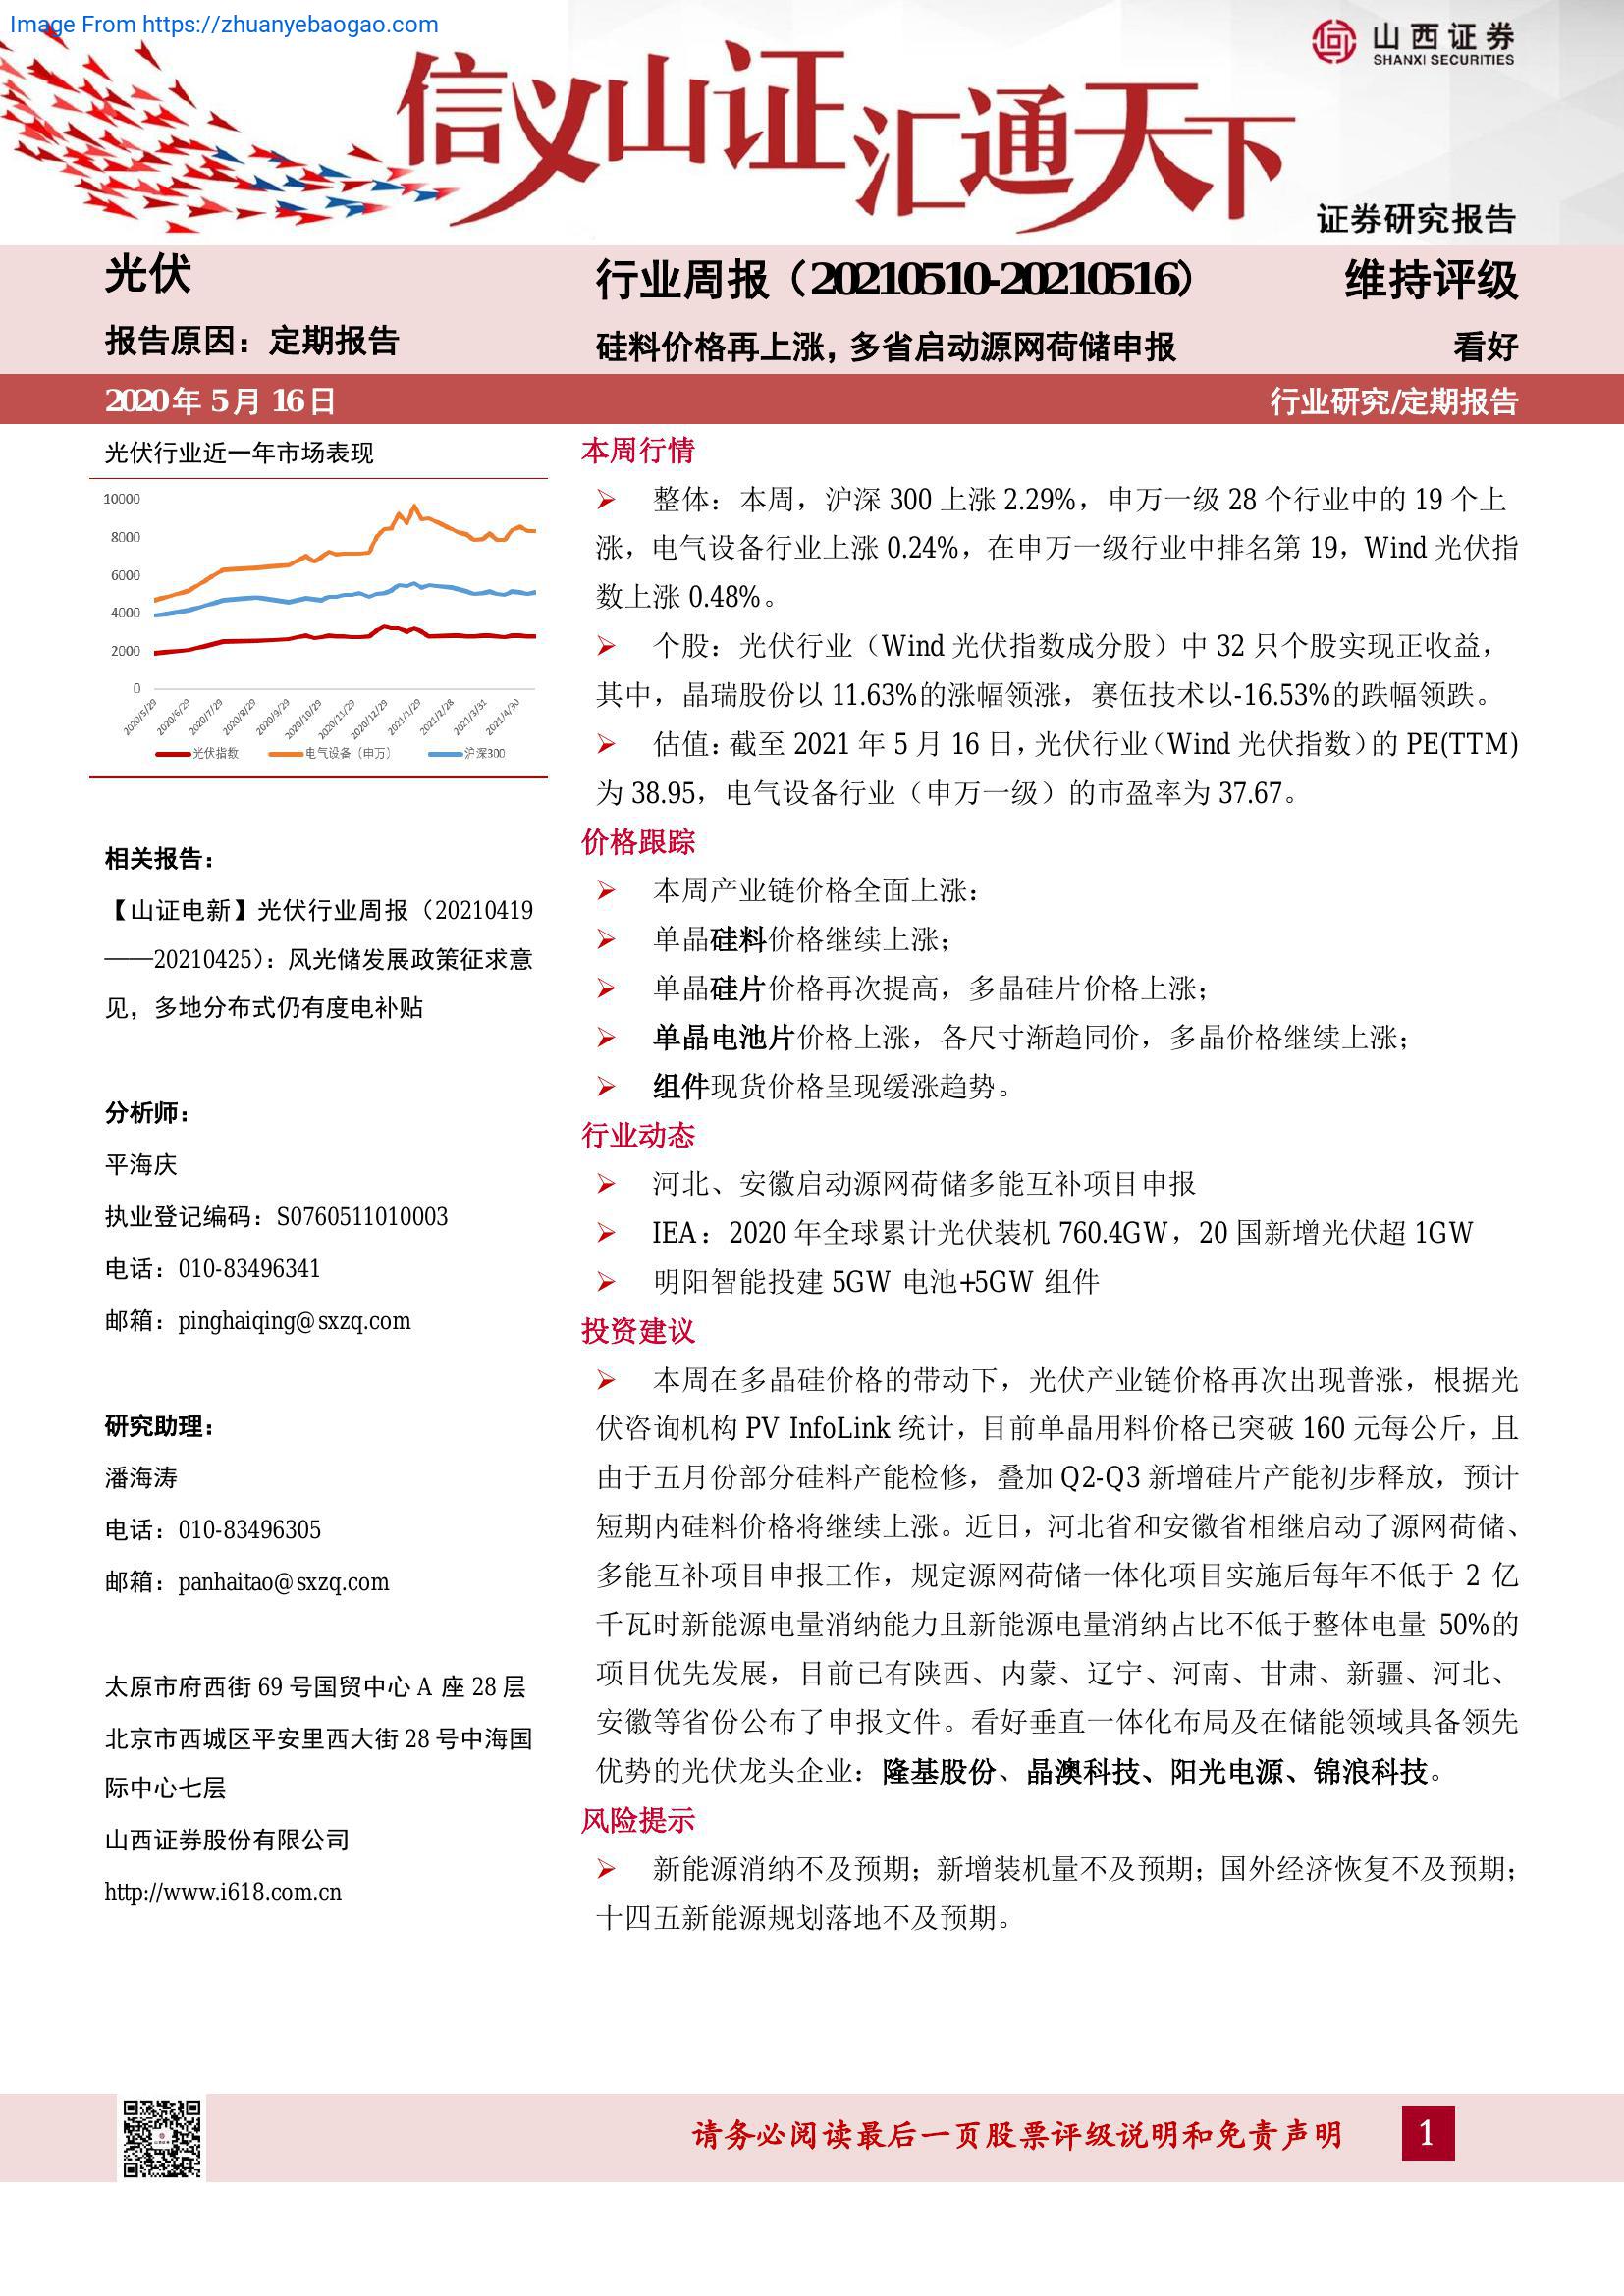 Image From https://zhuanyebaogao.com
山西证券
SHANXI SECURITIES
信义山证汇通天下
证券研究报告
光伏
行业周报（20210510-20210516）
维持评级
报告原因：定期报告
硅料价格再上涨，多省启动源网荷储申报
看好
2020年 5月 16日
行业研究/定期报告
光伏行业近一年市场表现
10000
8000
6000
4000
2000
0
2020/5/29
2020/6/29
2020/7/29
2020/8/29
2020/9/29
2020/10/29
2020/11/29
2020/12/29
2021/1/29
2021/2/28
2021/3/31
2021/4/30
光伏指数
电气设备（申万）
沪深300
相关报告：
【山证电新】光伏行业周报（20210419
——20210425）：风光储发展政策征求意
见，多地分布式仍有度电补贴
分析师：
平海庆
执业登记编码：S0760511010003
电话：010-83496341
邮箱：pinghaiqing@sxzq.com
研究助理：
潘海涛
电话：010-83496305
邮箱：panhaitao@sxzq.com
太原市府西街 69 号国贸中心 A 座 28 层
北京市西城区平安里西大街 28 号中海国
际中心七层
山西证券股份有限公司
http://www.i618.com.cn
本周行情
➢ 整体：本周，沪深 300 上涨 2.29%，申万一级 28 个行业中的 19 个上
涨，电气设备行业上涨 0.24%，在申万一级行业中排名第 19，Wind 光伏指
数上涨 0.48%。
➢ 个股：光伏行业（Wind 光伏指数成分股）中 32 只个股实现正收益，
其中，晶瑞股份以 11.63%的涨幅领涨，赛伍技术以-16.53%的跌幅领跌。
➢ 估值：截至 2021 年 5 月 16 日，光伏行业（Wind 光伏指数）的 PE(TTM)
为 38.95，电气设备行业（申万一级）的市盈率为 37.67。
价格跟踪
➢ 本周产业链价格全面上涨：
➢ 单晶硅料价格继续上涨；
➢ 单晶硅片价格再次提高，多晶硅片价格上涨；
➢ 单晶电池片价格上涨，各尺寸渐趋同价，多晶价格继续上涨；
➢ 组件现货价格呈现缓涨趋势。
行业动态
➢ 河北、安徽启动源网荷储多能互补项目申报
➢ IEA：2020 年全球累计光伏装机 760.4GW，20 国新增光伏超 1GW
➢ 明阳智能投建 5GW 电池+5GW 组件
投资建议
➢ 本周在多晶硅价格的带动下，光伏产业链价格再次出现普涨，根据光
伏咨询机构 PV InfoLink 统计，目前单晶用料价格已突破 160 元每公斤，且
由于五月份部分硅料产能检修，叠加 Q2-Q3 新增硅片产能初步释放，预计
短期内硅料价格将继续上涨。近日，河北省和安徽省相继启动了源网荷储、
多能互补项目申报工作，规定源网荷储一体化项目实施后每年不低于 2 亿
千瓦时新能源电量消纳能力且新能源电量消纳占比不低于整体电量 50%的
项目优先发展，目前已有陕西、内蒙、辽宁、河南、甘肃、新疆、河北、
安徽等省份公布了申报文件。看好垂直一体化布局及在储能领域具备领先
优势的光伏龙头企业：隆基股份、晶澳科技、阳光电源、锦浪科技。
风险提示
➢ 新能源消纳不及预期；新增装机量不及预期；国外经济恢复不及预期；
十四五新能源规划落地不及预期。
请务必阅读最后一页股票评级说明和免责声明
1